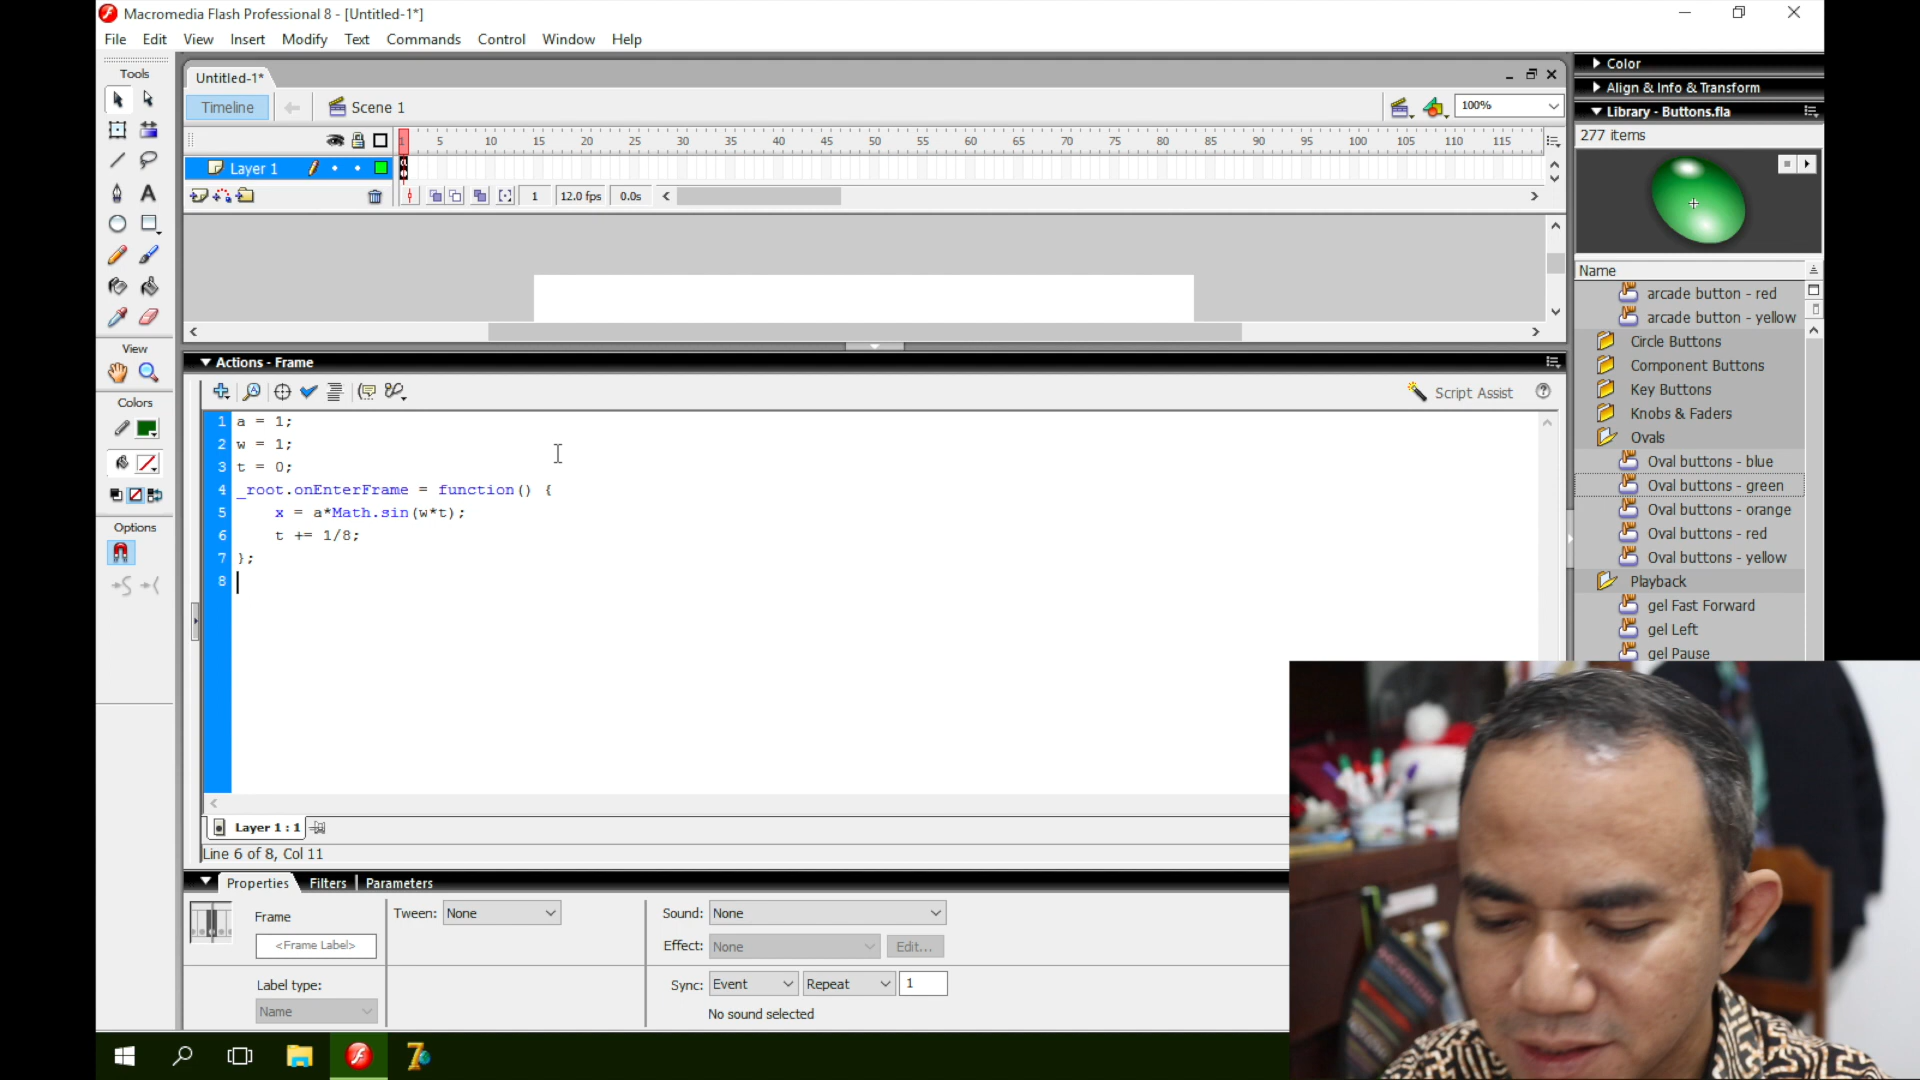 Macromedia Flash Professional 8 - [Untitled-1*]
File Edit View Insert Modify Text Commands Control Window Help
Tools
View
Colors
Options
Untitled-1*
Timeline
Scene 1
100%
1 5 10 15 20 25 30 35 40 45 50 55 60 65 70 75 80 85 90 95 100 105 110 115
Layer 1
1 12.0 fps 0.0s
Actions - Frame
Script Assist
1 a = 1;
2 w = 1;
3 t = 0;
4 _root.onEnterFrame = function() {
5 x = a*Math.sin(w*t);
6 t += 1/8;
7 };
8
Layer 1 : 1
Line 6 of 8, Col 11
Properties Filters Parameters
Frame
<Frame Label>
Label type:
Name
Tween: None
Sound: None
Effect: None Edit...
Sync: Event Repeat 1
No sound selected
Color
Align & Info & Transform
Library - Buttons.fla
277 items
Name
arcade button - red
arcade button - yellow
Circle Buttons
Component Buttons
Key Buttons
Knobs & Faders
Ovals
Oval buttons - blue
Oval buttons - green
Oval buttons - orange
Oval buttons - red
Oval buttons - yellow
Playback
gel Fast Forward
gel Left
gel Pause